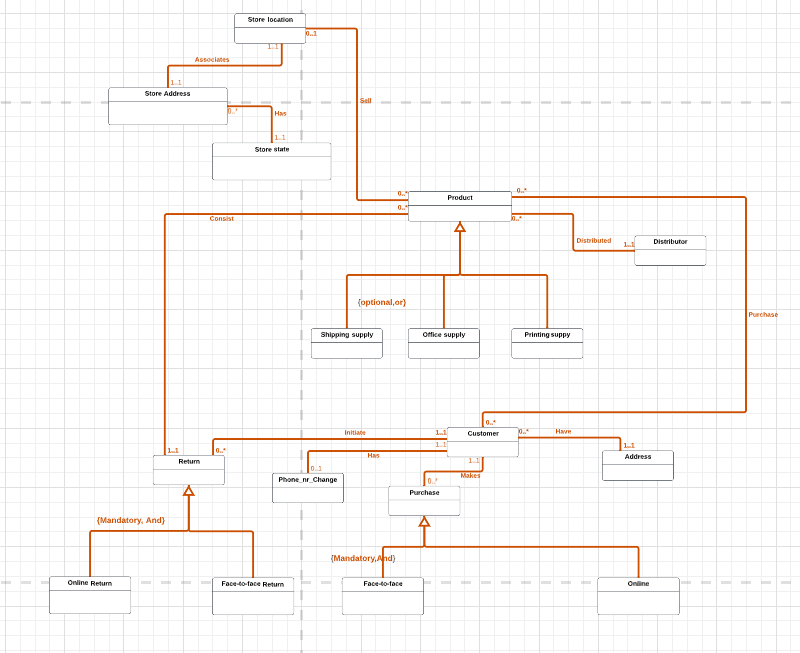 Store location
0..1
1..1
Associates
1..1
Store Address
Sell
0..*
Has
1..1
Store state
0..*
0..*
Product
0..*
0..*
Consist
Distributed
1..1
Distributor
{optional,or}
Purchase
Shipping supply
Office supply
Printing suppy
0..*
Initiate
1..1
Customer
0..*
Have
1..1
Has
1..1
1..1
0..*
Return
1..1
Address
0..1
Makes
0..*
Phone_nr_Change
Purchase
{Mandatory, And}
{Mandatory,And}
Online Return
Face-to-face Return
Face-to-face
Online